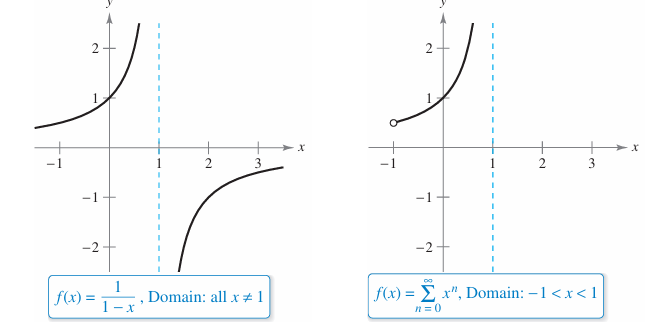 y
2
1
x
−1
1
2
3
−1
−2
f(x) = 1/(1 − x), Domain: all x ≠ 1
y
2
1
x
−1
1
2
3
−1
−2
f(x) = ∞ Σ n = 0 xⁿ, Domain: −1 < x < 1